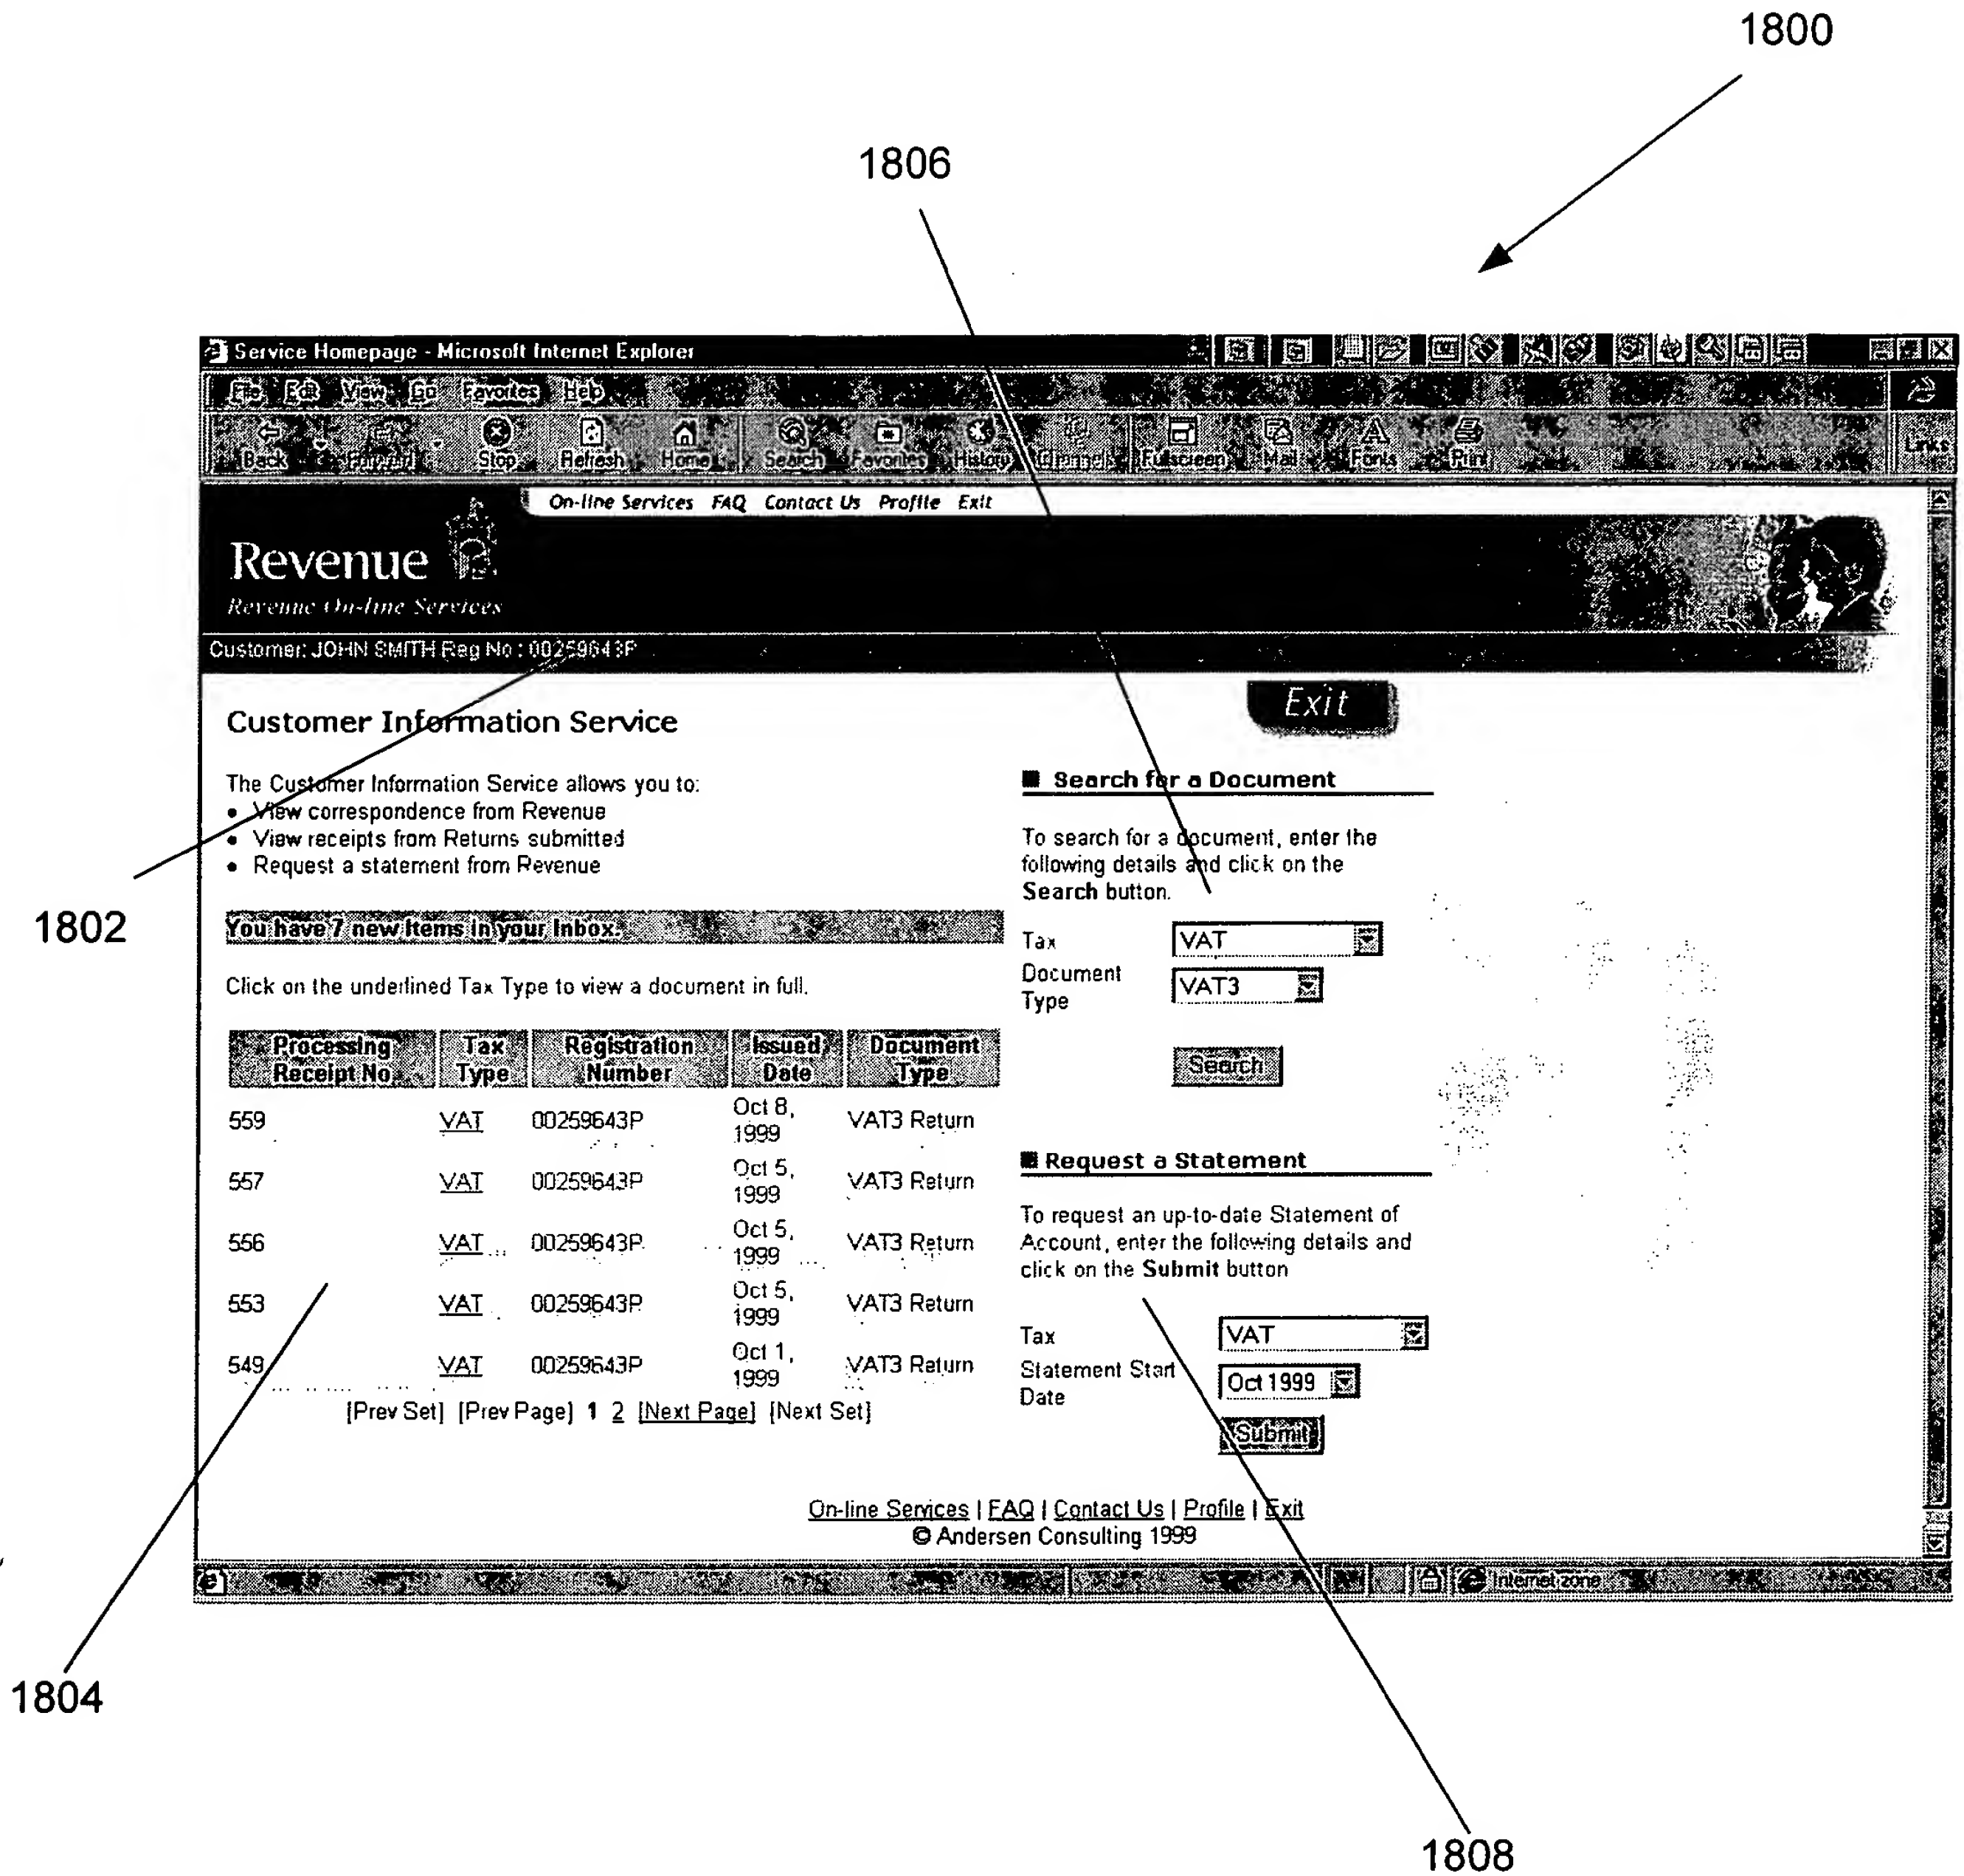 1800
1806
Service Homepage - Microsoft Internet Explorer
File Edit View Go Favorites Help
Back Forward Stop Refresh Home Search Favorites History Channels Fullscreen Mail Fonts Print Links
On-line Services FAQ Contact Us Profile Exit
Revenue
Revenue On-line Services
Customer: JOHN SMITH Reg No : 00259643P
Exit
Customer Information Service
The Customer Information Service allows you to:
• View correspondence from Revenue
• View receipts from Returns submitted
• Request a statement from Revenue
1802
You have 7 new items in your Inbox.
Click on the underlined Tax Type to view a document in full.
Processing Receipt No. Tax Type Registration Number Issued Date Document Type
559 VAT 00259643P Oct 8, 1999 VAT3 Return
557 VAT 00259643P Oct 5, 1999 VAT3 Return
556 VAT 00259643P Oct 5, 1999 VAT3 Return
553 VAT 00259643P Oct 5, 1999 VAT3 Return
549 VAT 00259643P Oct 1, 1999 VAT3 Return
[Prev Set] [Prev Page] 1 2 [Next Page] [Next Set]
Search for a Document
To search for a document, enter the
following details and click on the
Search button.
Tax VAT
Document Type VAT3
Search
Request a Statement
To request an up-to-date Statement of
Account, enter the following details and
click on the Submit button
Tax VAT
Statement Start Date Oct 1999
Submit
On-line Services | FAQ | Contact Us | Profile | Exit
© Andersen Consulting 1999
Internet zone
1804
1808